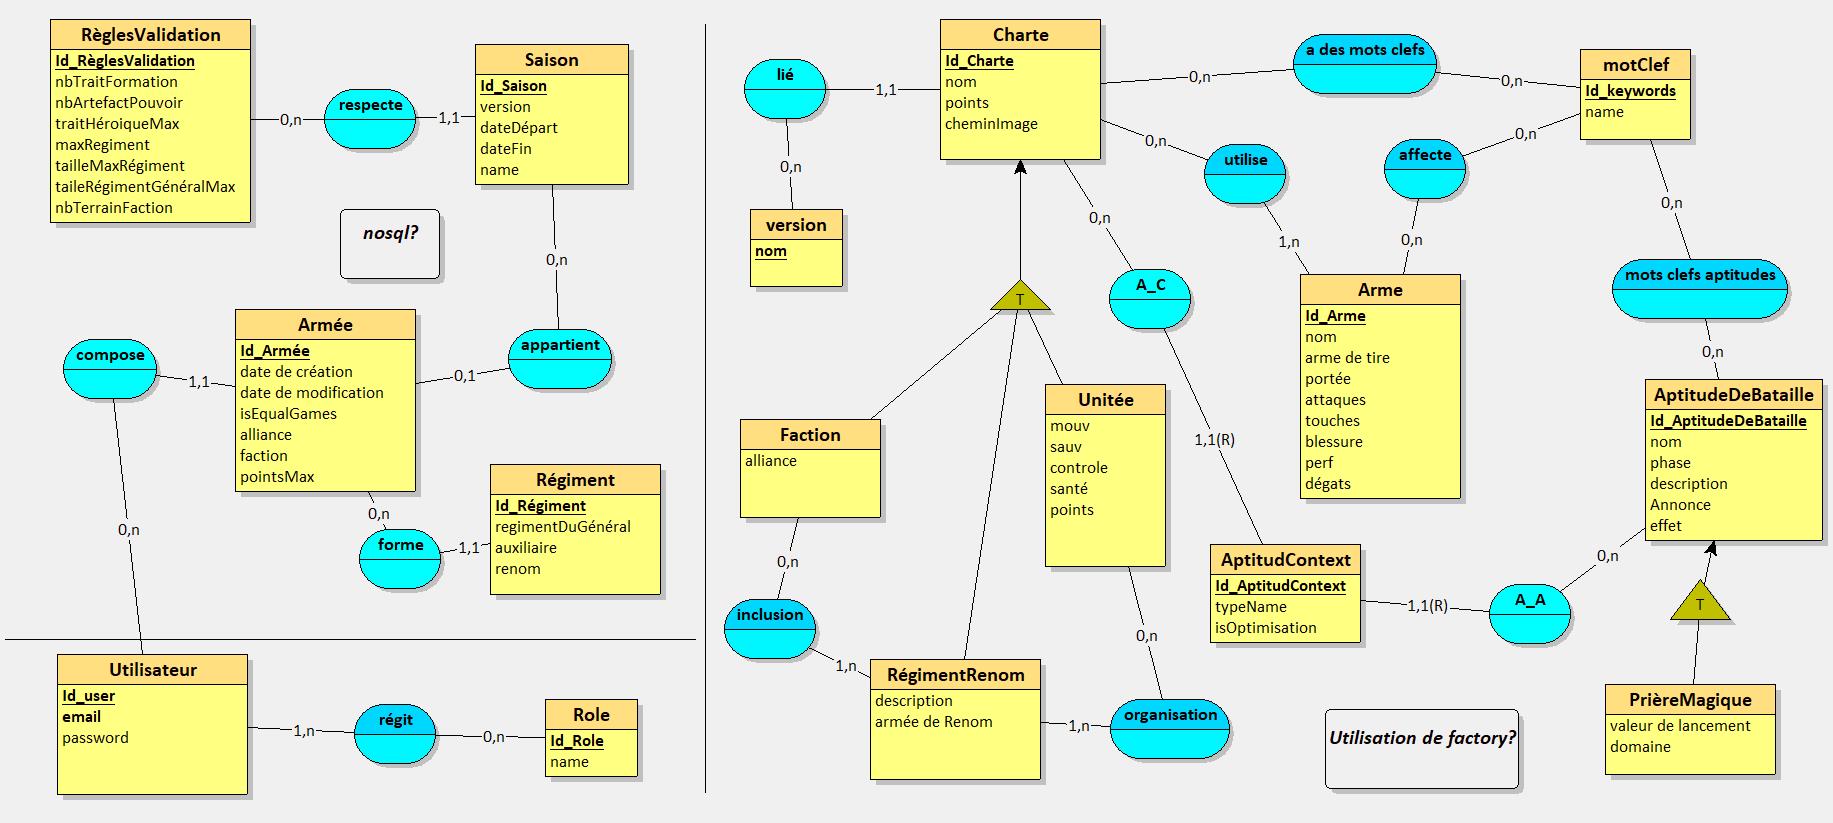 RèglesValidation
Id_RèglesValidation
nbTraitFormation
nbArtefactPouvoir
traitHéroiqueMax
maxRegiment
tailleMaxRégiment
taileRégimentGénéralMax
nbTerrainFaction
0,n
respecte
1,1
Saison
Id_Saison
version
dateDépart
dateFin
name
nosql?
0,n
Armée
Id_Armée
date de création
date de modification
isEqualGames
alliance
faction
pointsMax
compose
1,1
0,1
appartient
0,n
0,n
forme
1,1
Régiment
Id_Régiment
regimentDuGénéral
auxiliaire
renom
Utilisateur
Id_user
email
password
1,n
régit
0,n
Role
Id_Role
name
Charte
Id_Charte
nom
points
cheminImage
lié
1,1
0,n
version
nom
0,n
a des mots clefs
0,n
motClef
Id_keywords
name
0,n
utilise
1,n
affecte
0,n
0,n
0,n
A_C
1,1(R)
T
Arme
Id_Arme
nom
arme de tire
portée
attaques
touches
blessure
perf
dégats
0,n
mots clefs aptitudes
0,n
AptitudeDeBataille
Id_AptitudeDeBataille
nom
phase
description
Annonce
effet
Faction
alliance
Unitée
mouv
sauv
controle
santé
points
0,n
inclusion
1,n
RégimentRenom
description
armée de Renom
1,n
organisation
0,n
AptitudContext
Id_AptitudContext
typeName
isOptimisation
1,1(R)
A_A
0,n
T
PrièreMagique
valeur de lancement
domaine
Utilisation de factory?